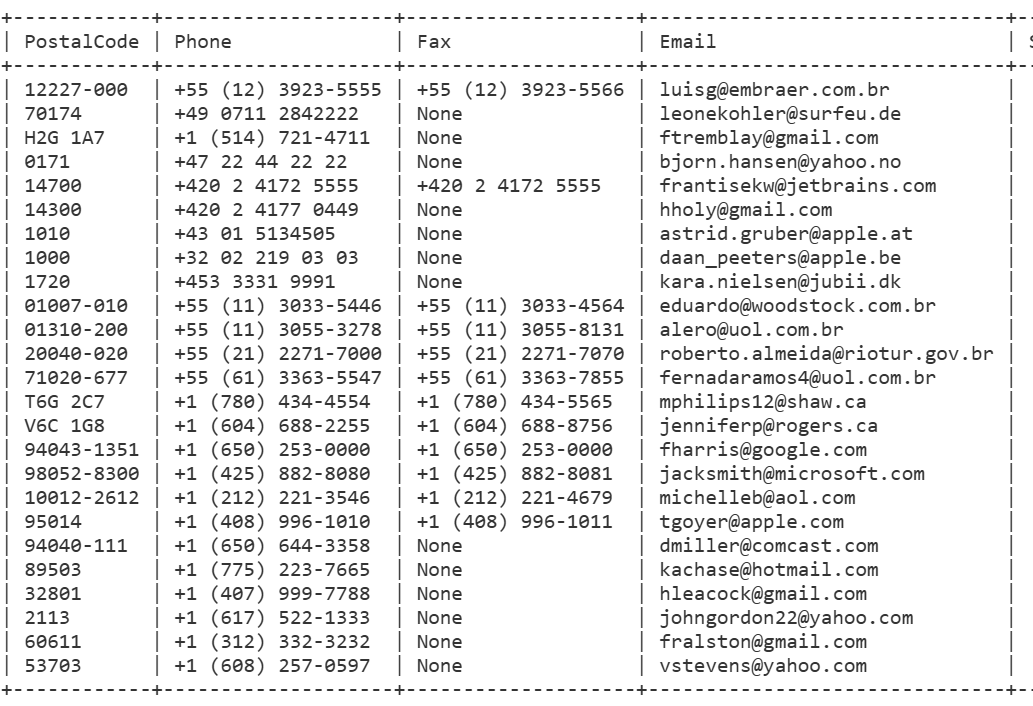 +------------+--------------------+--------------------+-------------------------------+--
| PostalCode | Phone              | Fax                | Email                         | S
+------------+--------------------+--------------------+-------------------------------+--
| 12227-000  | +55 (12) 3923-5555 | +55 (12) 3923-5566 | luisg@embraer.com.br          |
| 70174      | +49 0711 2842222   | None               | leonekohler@surfeu.de         |
| H2G 1A7    | +1 (514) 721-4711  | None               | ftremblay@gmail.com           |
| 0171       | +47 22 44 22 22    | None               | bjorn.hansen@yahoo.no         |
| 14700      | +420 2 4172 5555   | +420 2 4172 5555   | frantisekw@jetbrains.com      |
| 14300      | +420 2 4177 0449   | None               | hholy@gmail.com               |
| 1010       | +43 01 5134505     | None               | astrid.gruber@apple.at        |
| 1000       | +32 02 219 03 03   | None               | daan_peeters@apple.be         |
| 1720       | +453 3331 9991     | None               | kara.nielsen@jubii.dk         |
| 01007-010  | +55 (11) 3033-5446 | +55 (11) 3033-4564 | eduardo@woodstock.com.br      |
| 01310-200  | +55 (11) 3055-3278 | +55 (11) 3055-8131 | alero@uol.com.br              |
| 20040-020  | +55 (21) 2271-7000 | +55 (21) 2271-7070 | roberto.almeida@riotur.gov.br |
| 71020-677  | +55 (61) 3363-5547 | +55 (61) 3363-7855 | fernadaramos4@uol.com.br      |
| T6G 2C7    | +1 (780) 434-4554  | +1 (780) 434-5565  | mphilips12@shaw.ca            |
| V6C 1G8    | +1 (604) 688-2255  | +1 (604) 688-8756  | jenniferp@rogers.ca           |
| 94043-1351 | +1 (650) 253-0000  | +1 (650) 253-0000  | fharris@google.com            |
| 98052-8300 | +1 (425) 882-8080  | +1 (425) 882-8081  | jacksmith@microsoft.com       |
| 10012-2612 | +1 (212) 221-3546  | +1 (212) 221-4679  | michelleb@aol.com             |
| 95014      | +1 (408) 996-1010  | +1 (408) 996-1011  | tgoyer@apple.com              |
| 94040-111  | +1 (650) 644-3358  | None               | dmiller@comcast.com           |
| 89503      | +1 (775) 223-7665  | None               | kachase@hotmail.com           |
| 32801      | +1 (407) 999-7788  | None               | hleacock@gmail.com            |
| 2113       | +1 (617) 522-1333  | None               | johngordon22@yahoo.com        |
| 60611      | +1 (312) 332-3232  | None               | fralston@gmail.com            |
| 53703      | +1 (608) 257-0597  | None               | vstevens@yahoo.com            |
+------------+--------------------+--------------------+-------------------------------+--